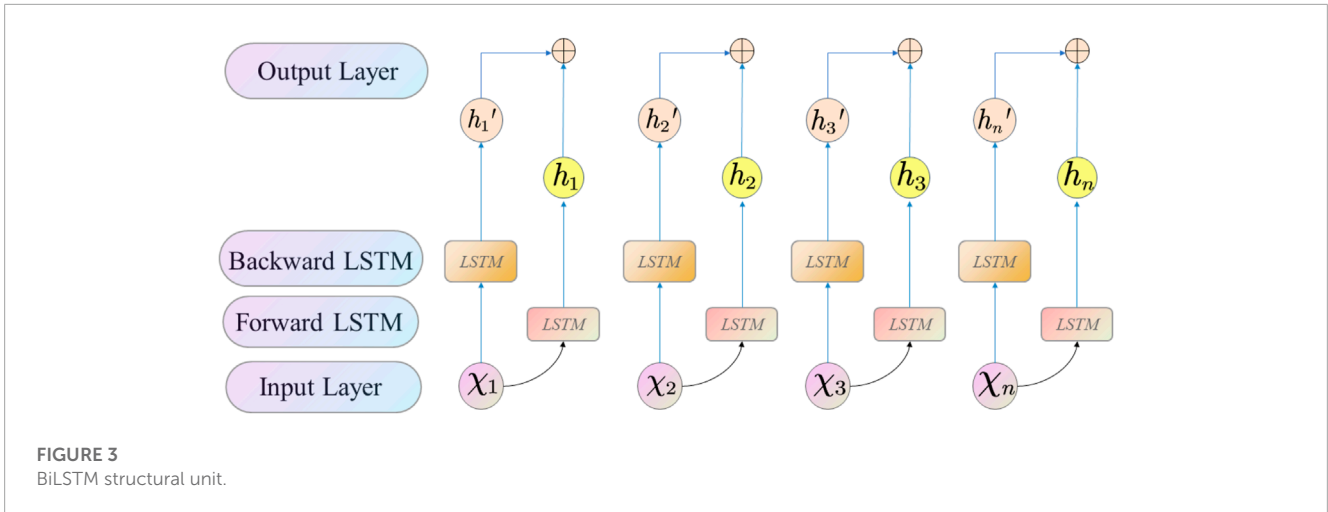 Output Layer
h₁′ h₂′ h₃′ hₙ′
h₁ h₂ h₃ hₙ
Backward LSTM LSTM LSTM LSTM LSTM
Forward LSTM LSTM LSTM LSTM LSTM
Input Layer χ₁ χ₂ χ₃ χₙ
FIGURE 3
BiLSTM structural unit.